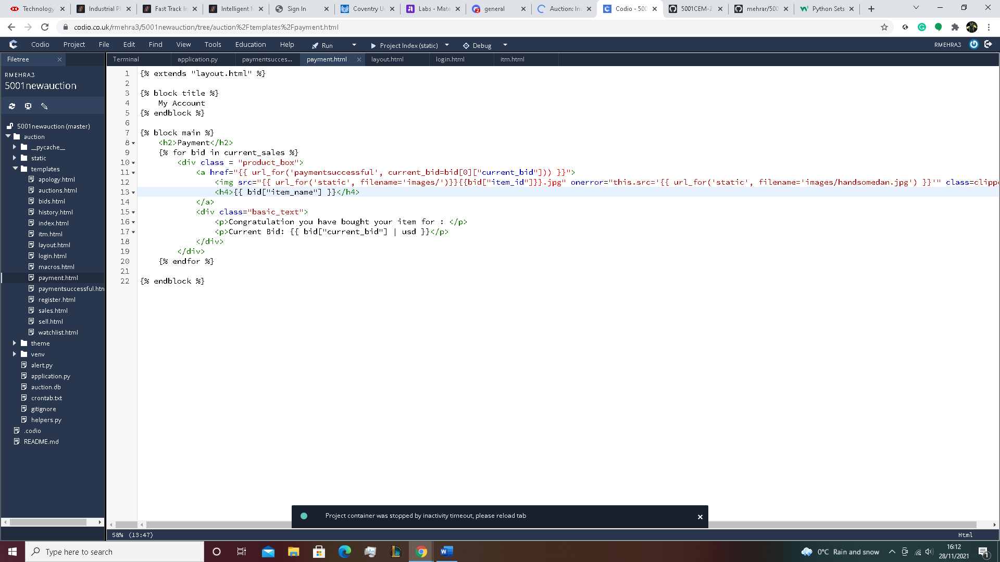 Technology
Industrial Pl
Fast Track In
Intelligent M
Sign In
Coventry U
Labs - Mate
general
Auction: In
Codio - 500
5001CEM-2
mehrar/500
Python Sets
codio.co.uk/rmehra3/5001newauction/tree/auction%2Ftemplates%2Fpayment.html
Codio Project File Edit Find View Tools Education Help Run Project Index (static) Debug RMEHRA3
Filetree
Terminal application.py paymentsucces... payment.html layout.html login.html itm.html
RMEHRA3
5001newauction
5001newauction (master)
auction
__pycache__
static
templates
apology.html
auctions.html
bids.html
history.html
index.html
itm.html
layout.html
login.html
macros.html
payment.html
paymentsuccessful.htm
register.html
sales.html
sell.html
watchlist.html
theme
venv
alert.py
application.py
auction.db
crontab.txt
gitignore
helpers.py
.codio
README.md
1 {% extends "layout.html" %}
2
3 {% block title %}
4 My Account
5 {% endblock %}
6
7 {% block main %}
8 <h2>Payment</h2>
9 {% for bid in current_sales %}
10 <div class = "product_box">
11 <a href="{{ url_for('paymentsuccessful', current_bid=bid[0]["current_bid"])) }}">
12 <img src="{{ url_for('static', filename='images/')}}{{bid["item_id"]}}.jpg" onerror="this.src='{{ url_for('static', filename='images/handsomedan.jpg') }}'" class=clippe
13 <h4>{{ bid["item_name"] }}</h4>
14 </a>
15 <div class="basic_text">
16 <p>Congratulation you have bought your item for : </p>
17 <p>Current Bid: {{ bid["current_bid"] | usd }}</p>
18 </div>
19 </div>
20 {% endfor %}
21
22 {% endblock %}
Project container was stopped by inactivity timeout, please reload tab
58% (13:47)
Html
Type here to search
0°C Rain and snow
16:12
28/11/2021
1